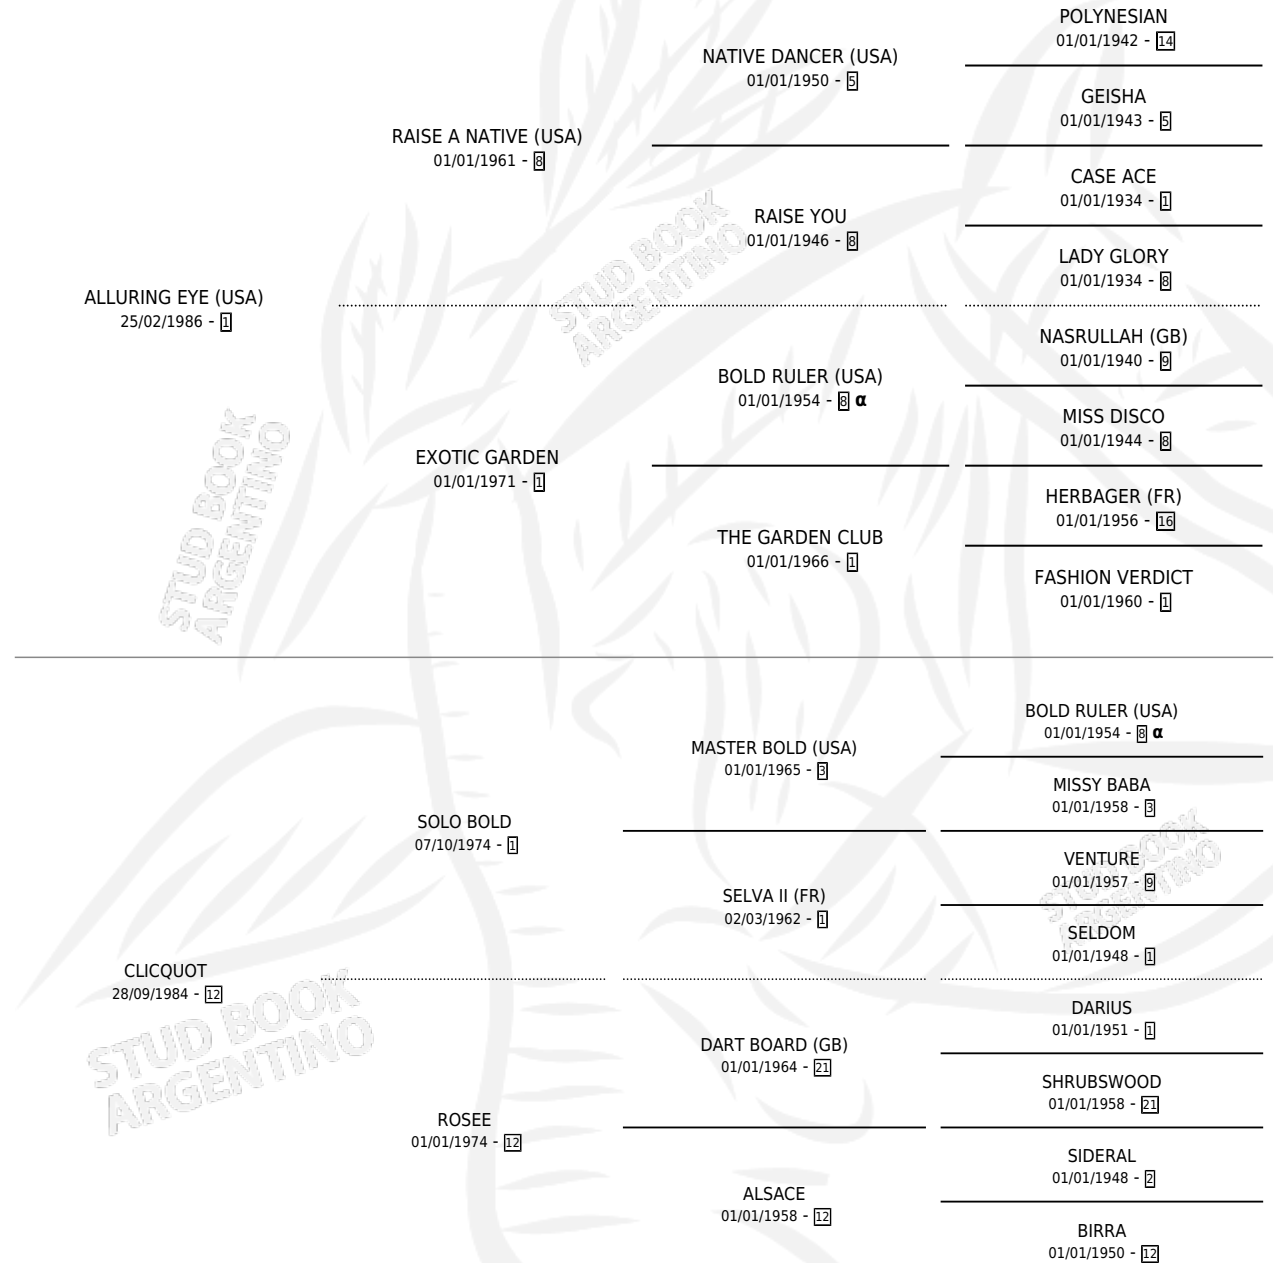 POLYNESIAN
01/01/1942 - 14
NATIVE DANCER (USA)
01/01/1950 - 5
GEISHA
01/01/1943 - 5
RAISE A NATIVE (USA)
01/01/1961 - 8
CASE ACE
01/01/1934 - 1
RAISE YOU
01/01/1946 - 8
LADY GLORY
01/01/1934 - 8
ALLURING EYE (USA)
25/02/1986 - 1
NASRULLAH (GB)
01/01/1940 - 9
BOLD RULER (USA)
01/01/1954 - 8 α
MISS DISCO
01/01/1944 - 8
EXOTIC GARDEN
01/01/1971 - 1
HERBAGER (FR)
01/01/1956 - 16
THE GARDEN CLUB
01/01/1966 - 1
FASHION VERDICT
01/01/1960 - 1
BOLD RULER (USA)
01/01/1954 - 8 α
MASTER BOLD (USA)
01/01/1965 - 3
MISSY BABA
01/01/1958 - 3
SOLO BOLD
07/10/1974 - 1
VENTURE
01/01/1957 - 9
SELVA II (FR)
02/03/1962 - 1
SELDOM
01/01/1948 - 1
CLICQUOT
28/09/1984 - 12
DARIUS
01/01/1951 - 1
DART BOARD (GB)
01/01/1964 - 21
SHRUBSWOOD
01/01/1958 - 21
ROSEE
01/01/1974 - 12
SIDERAL
01/01/1948 - 2
ALSACE
01/01/1958 - 12
BIRRA
01/01/1950 - 12
STUD BOOK
ARGENTINO
STUD BOOK
ARGENTINO
STUD BOOK
ARGENTINO
STUD BOOK
ARGENTINO